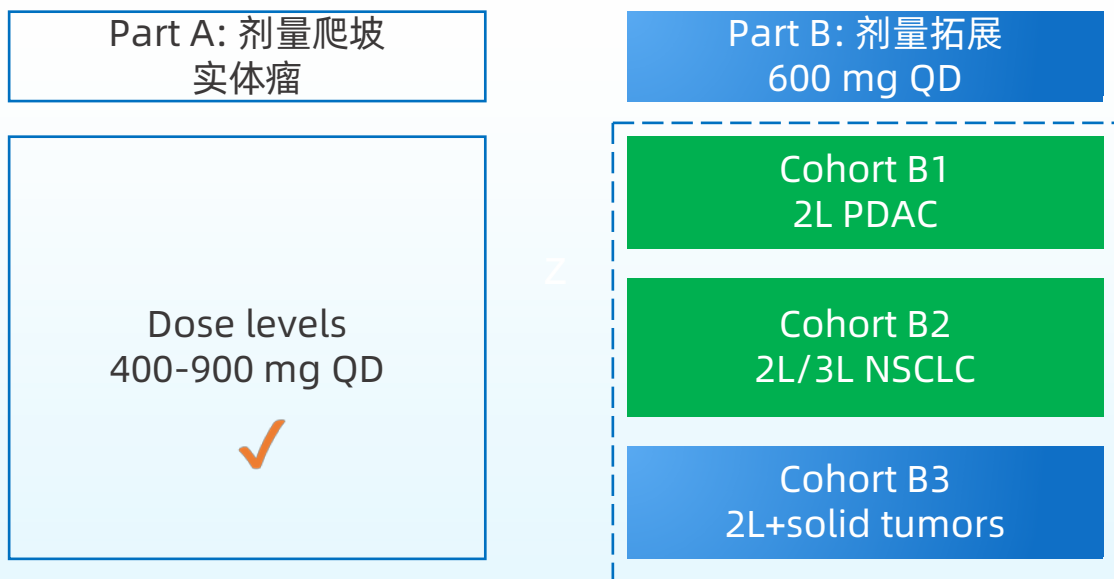 Part A: 剂量爬坡
实体瘤
Dose levels
400-900 mg QD
z
Part B: 剂量拓展
600 mg QD
Cohort B1
2L PDAC
Cohort B2
2L/3L NSCLC
Cohort B3
2L+solid tumors